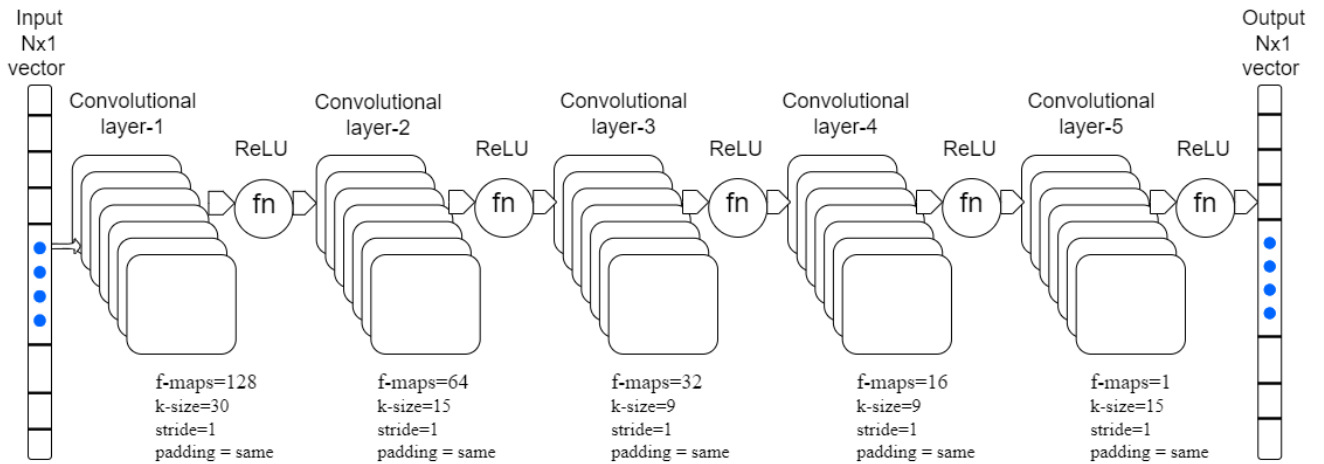 Input
Nx1
vector
Output
Nx1
vector
Convolutional
layer-1
Convolutional
layer-2
Convolutional
layer-3
Convolutional
layer-4
Convolutional
layer-5
ReLU
ReLU
ReLU
ReLU
ReLU
fn
fn
fn
fn
fn
f-maps=128
k-size=30
stride=1
padding = same
f-maps=64
k-size=15
stride=1
padding = same
f-maps=32
k-size=9
stride=1
padding = same
f-maps=16
k-size=9
stride=1
padding = same
f-maps=1
k-size=15
stride=1
padding = same